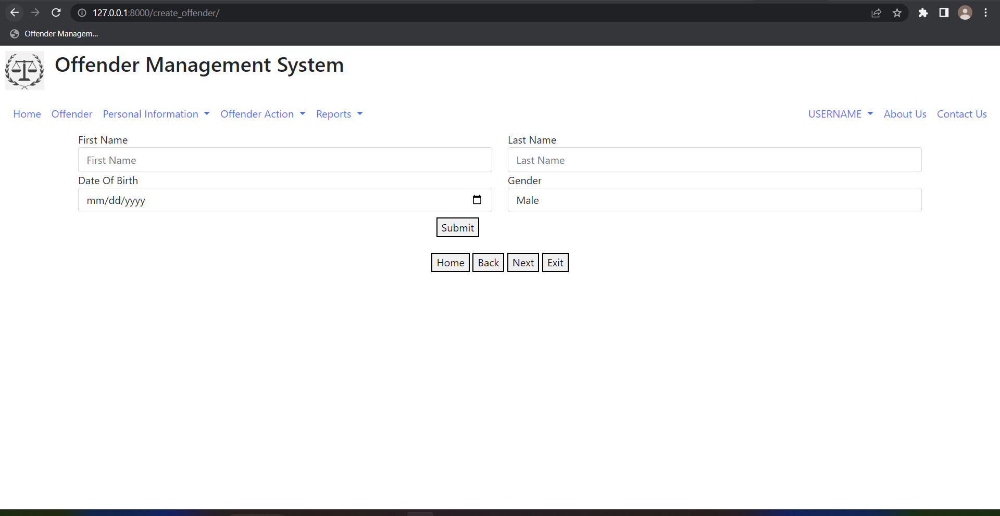 127.0.0.1:8000/create_offender/
Offender Managem...
Offender Management System
Home Offender Personal Information Offender Action Reports USERNAME About Us Contact Us
First Name Last Name
First Name Last Name
Date Of Birth Gender
mm/dd/yyyy Male
Submit
Home Back Next Exit